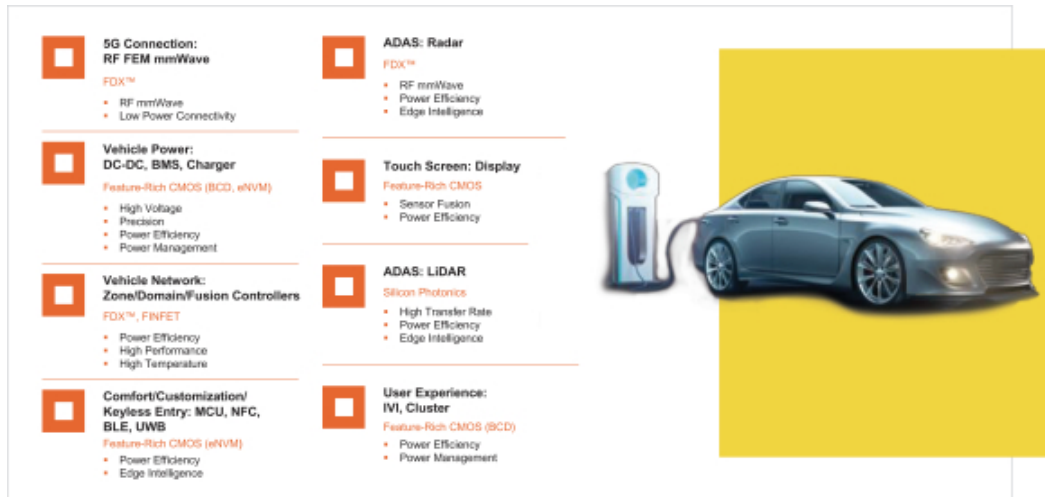 5G Connection:
RF FEM mmWave
FDX™
• RF mmWave
• Low Power Connectivity
Vehicle Power:
DC-DC, BMS, Charger
Feature-Rich CMOS (BCD, eNVM)
• High Voltage
• Precision
• Power Efficiency
• Power Management
Vehicle Network:
Zone/Domain/Fusion Controllers
FDX™, FINFET
• Power Efficiency
• High Performance
• High Temperature
Comfort/Customization/
Keyless Entry: MCU, NFC,
BLE, UWB
Feature-Rich CMOS (eNVM)
• Power Efficiency
• Edge Intelligence
ADAS: Radar
FDX™
• RF mmWave
• Power Efficiency
• Edge Intelligence
Touch Screen: Display
Feature-Rich CMOS
• Sensor Fusion
• Power Efficiency
ADAS: LiDAR
Silicon Photonics
• High Transfer Rate
• Power Efficiency
• Edge Intelligence
User Experience:
IVI, Cluster
Feature-Rich CMOS (BCD)
• Power Efficiency
• Power Management